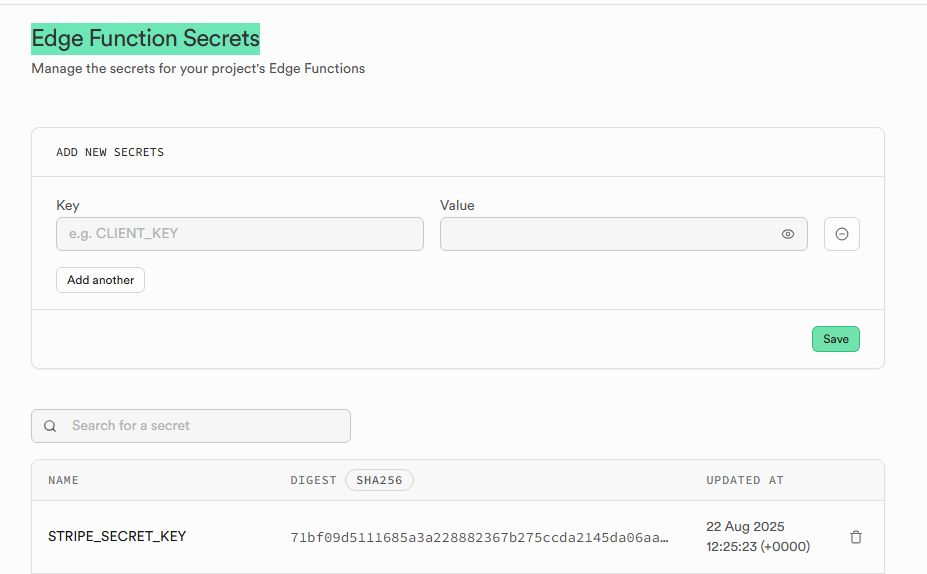 Edge Function Secrets
Manage the secrets for your project's Edge Functions
ADD NEW SECRETS
Key Value
e.g. CLIENT_KEY
Add another
Save
Search for a secret
NAME DIGEST SHA256 UPDATED AT
STRIPE_SECRET_KEY 71bf09d5111685a3a228882367b275ccda2145da06aa… 22 Aug 2025
12:25:23 (+0000)